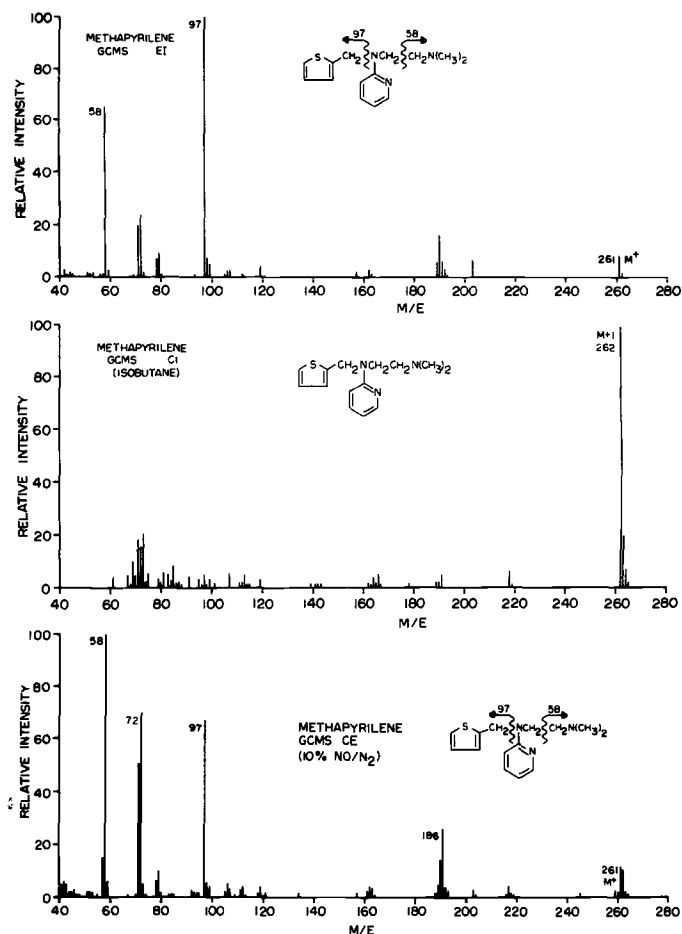 METHAPYRILENE
GCMS EI
RELATIVE INTENSITY
100
80
60
40
20
0
97
58
261 M+
97 58
S CH2 N CH2 CH2N(CH3)2
N
40 60 80 100 120 140 160 180 200 220 240 260 280
M/E
METHAPYRILENE
GCMS CI
(ISOBUTANE)
RELATIVE INTENSITY
100
80
60
40
20
0
M+1
262
S CH2NCH2CH2N(CH3)2
N
40 60 80 100 120 140 160 180 200 220 240 260 280
M/E
METHAPYRILENE
GCMS CE
(10% NO/N2)
RELATIVE INTENSITY
100
80
60
40
20
0
58
72
97
186
261
M+
97 58
S CH2 NCH2 CH2N(CH3)2
N
40 60 80 100 120 140 160 180 200 220 240 260 280
M/E